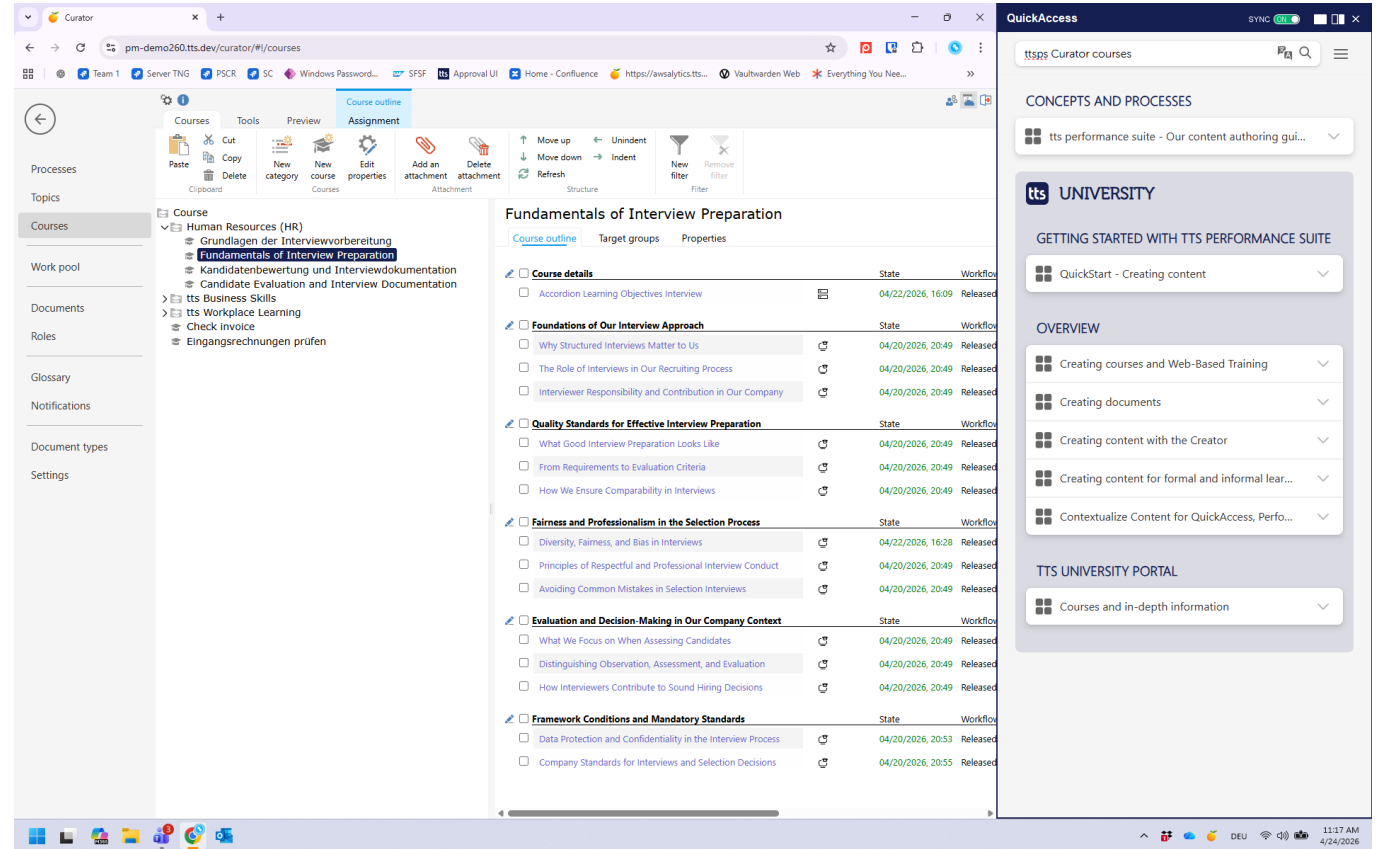 Curator
QuickAccess
SYNC ON
pm-demo260.tts.dev/curator/#!/courses
Team 1 Server TNG PSCR SC Windows Password... SFSF tts Approval UI Home - Confluence https://awsalytics.tts... Vaultwarden Web Everything You Nee...
Course outline
Courses Tools Preview Assignment
Paste
Cut
Copy
Delete
New category
New course
Edit properties
Add an attachment
Delete attachment
Move up
Move down
Refresh
Unindent
Indent
New filter
Remove filter
Clipboard Courses Attachment Structure Filter
Processes
Topics
Courses
Work pool
Documents
Roles
Glossary
Notifications
Document types
Settings
Course
Human Resources (HR)
Grundlagen der Interviewvorbereitung
Fundamentals of Interview Preparation
Kandidatenbewertung und Interviewdokumentation
Candidate Evaluation and Interview Documentation
tts Business Skills
tts Workplace Learning
Check invoice
Eingangsrechnungen prüfen
Fundamentals of Interview Preparation
Course outline Target groups Properties
Course details State Workflov
Accordion Learning Objectives Interview 04/22/2026, 16:09 Released
Foundations of Our Interview Approach State Workflov
Why Structured Interviews Matter to Us 04/20/2026, 20:49 Released
The Role of Interviews in Our Recruiting Process 04/20/2026, 20:49 Released
Interviewer Responsibility and Contribution in Our Company 04/20/2026, 20:49 Released
Quality Standards for Effective Interview Preparation State Workflov
What Good Interview Preparation Looks Like 04/20/2026, 20:49 Released
From Requirements to Evaluation Criteria 04/20/2026, 20:49 Released
How We Ensure Comparability in Interviews 04/20/2026, 20:49 Released
Fairness and Professionalism in the Selection Process State Workflov
Diversity, Fairness, and Bias in Interviews 04/22/2026, 16:28 Released
Principles of Respectful and Professional Interview Conduct 04/20/2026, 20:49 Released
Avoiding Common Mistakes in Selection Interviews 04/20/2026, 20:49 Released
Evaluation and Decision-Making in Our Company Context State Workflov
What We Focus on When Assessing Candidates 04/20/2026, 20:49 Released
Distinguishing Observation, Assessment, and Evaluation 04/20/2026, 20:49 Released
How Interviewers Contribute to Sound Hiring Decisions 04/20/2026, 20:49 Released
Framework Conditions and Mandatory Standards State Workflov
Data Protection and Confidentiality in the Interview Process 04/20/2026, 20:53 Released
Company Standards for Interviews and Selection Decisions 04/20/2026, 20:55 Released
ttsps Curator courses
CONCEPTS AND PROCESSES
tts performance suite - Our content authoring gui...
tts UNIVERSITY
GETTING STARTED WITH TTS PERFORMANCE SUITE
QuickStart - Creating content
OVERVIEW
Creating courses and Web-Based Training
Creating documents
Creating content with the Creator
Creating content for formal and informal lear...
Contextualize Content for QuickAccess, Perfo...
TTS UNIVERSITY PORTAL
Courses and in-depth information
3
DEU
11:17 AM
4/24/2026